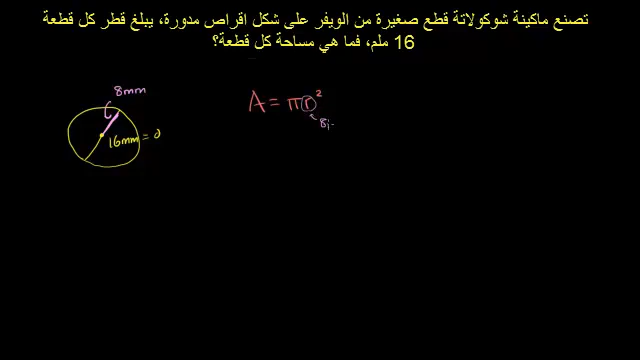 تصنع ماكينة شوكولاتة قطع صغيرة من الويفر على شكل اقراص مدورة، يبلغ قطر كل قطعة
16 ملم، فما هي مساحة كل قطعة؟
8mm
A = πr²
8i
16mm = d